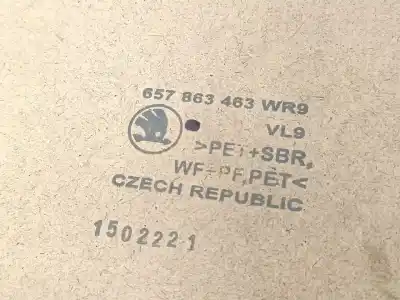 657 863 463 WR9
VL9
>PET+SBR,
WF-PF,PET<
CZECH REPUBLIC
1502221